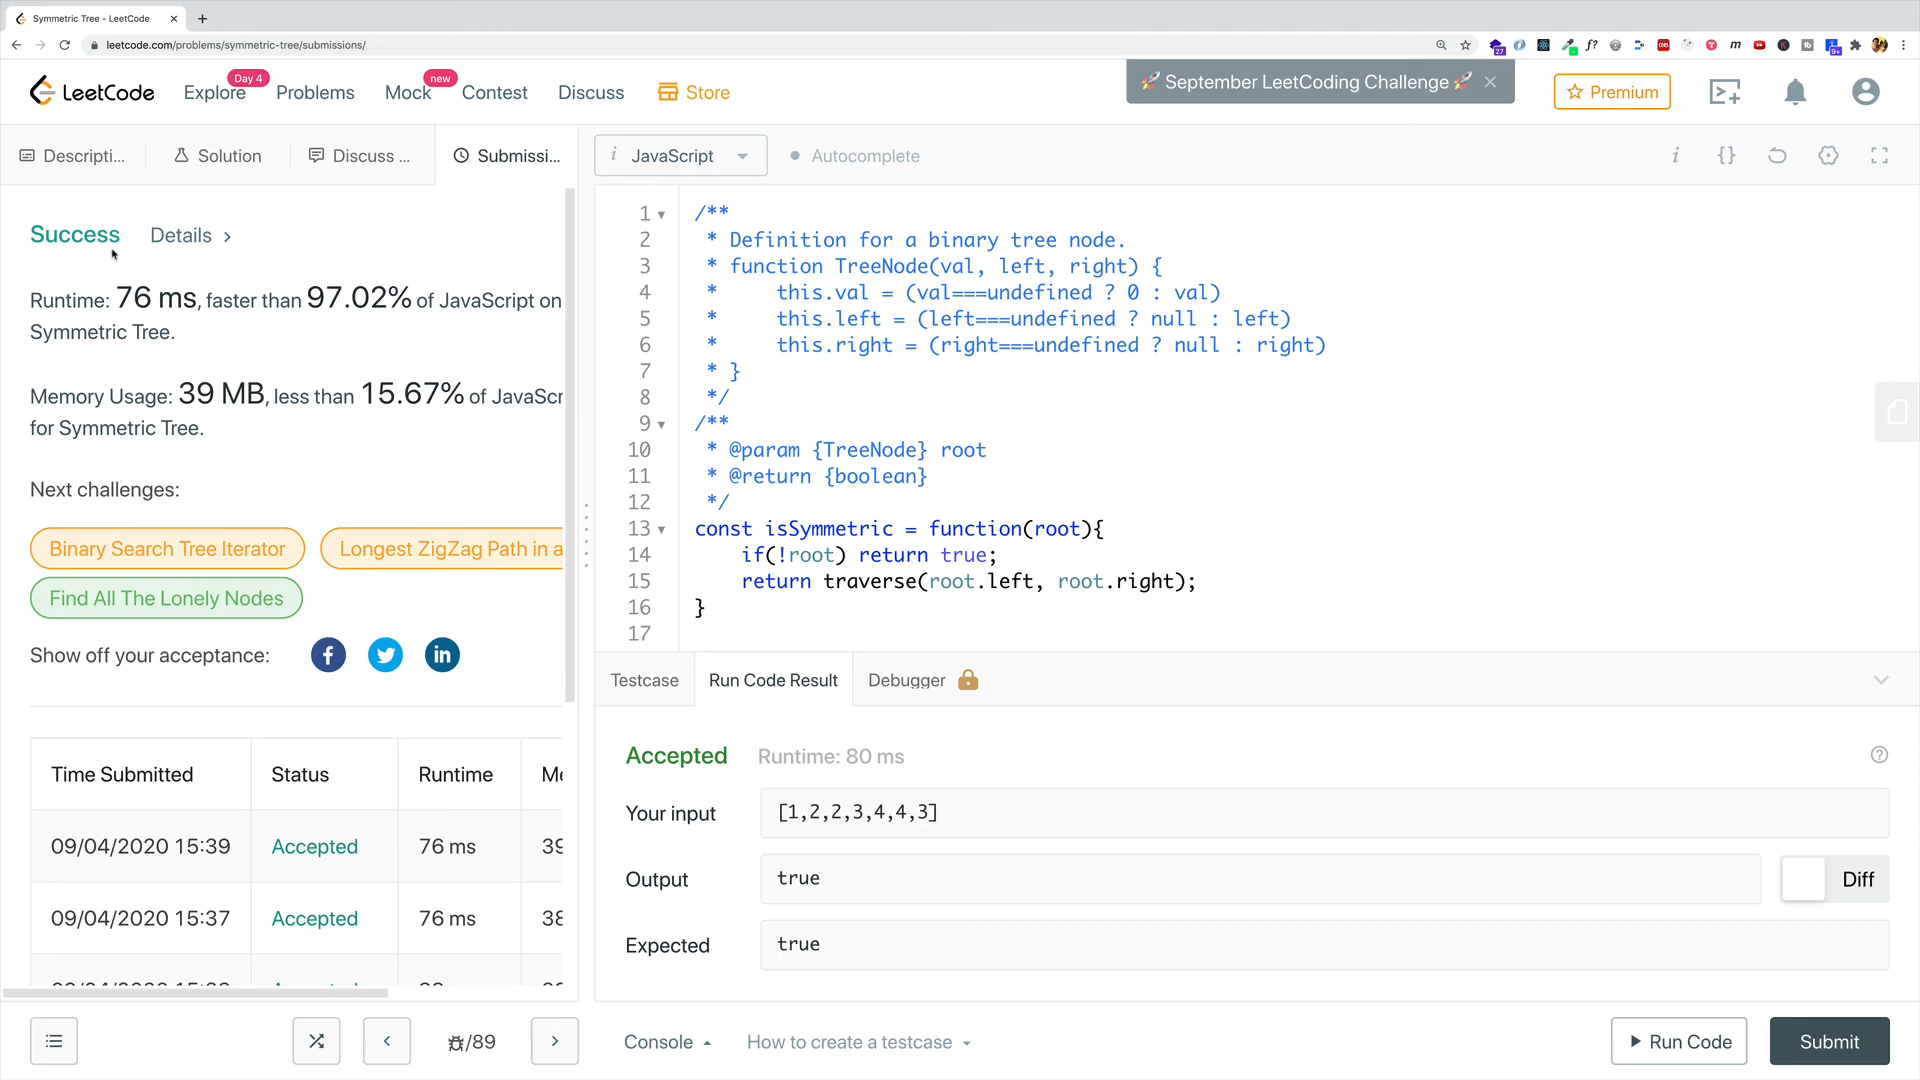 Symmetric Tree - LeetCode
leetcode.com/problems/symmetric-tree/submissions/
LeetCode
Explore
Day 4
Problems
Mock
new
Contest
Discuss
Store
🚀 September LeetCoding Challenge 🚀
Premium
Descripti...
Solution
Discuss ...
Submissi...
Success
Details
Runtime: 76 ms, faster than 97.02% of JavaScript on
Symmetric Tree.
Memory Usage: 39 MB, less than 15.67% of JavaScr
for Symmetric Tree.
Next challenges:
Binary Search Tree Iterator
Longest ZigZag Path in a
Find All The Lonely Nodes
Show off your acceptance:
Time Submitted Status Runtime Me
09/04/2020 15:39 Accepted 76 ms 39
09/04/2020 15:37 Accepted 76 ms 38
/89
i JavaScript
Autocomplete
i {}
1 /**
2 * Definition for a binary tree node.
3 * function TreeNode(val, left, right) {
4 *     this.val = (val===undefined ? 0 : val)
5 *     this.left = (left===undefined ? null : left)
6 *     this.right = (right===undefined ? null : right)
7 * }
8 */
9 /**
10 * @param {TreeNode} root
11 * @return {boolean}
12 */
13 const isSymmetric = function(root){
14     if(!root) return true;
15     return traverse(root.left, root.right);
16 }
17
Testcase
Run Code Result
Debugger
Accepted
Runtime: 80 ms
Your input
[1,2,2,3,4,4,3]
Output
true
Diff
Expected
true
Console
How to create a testcase
Run Code
Submit